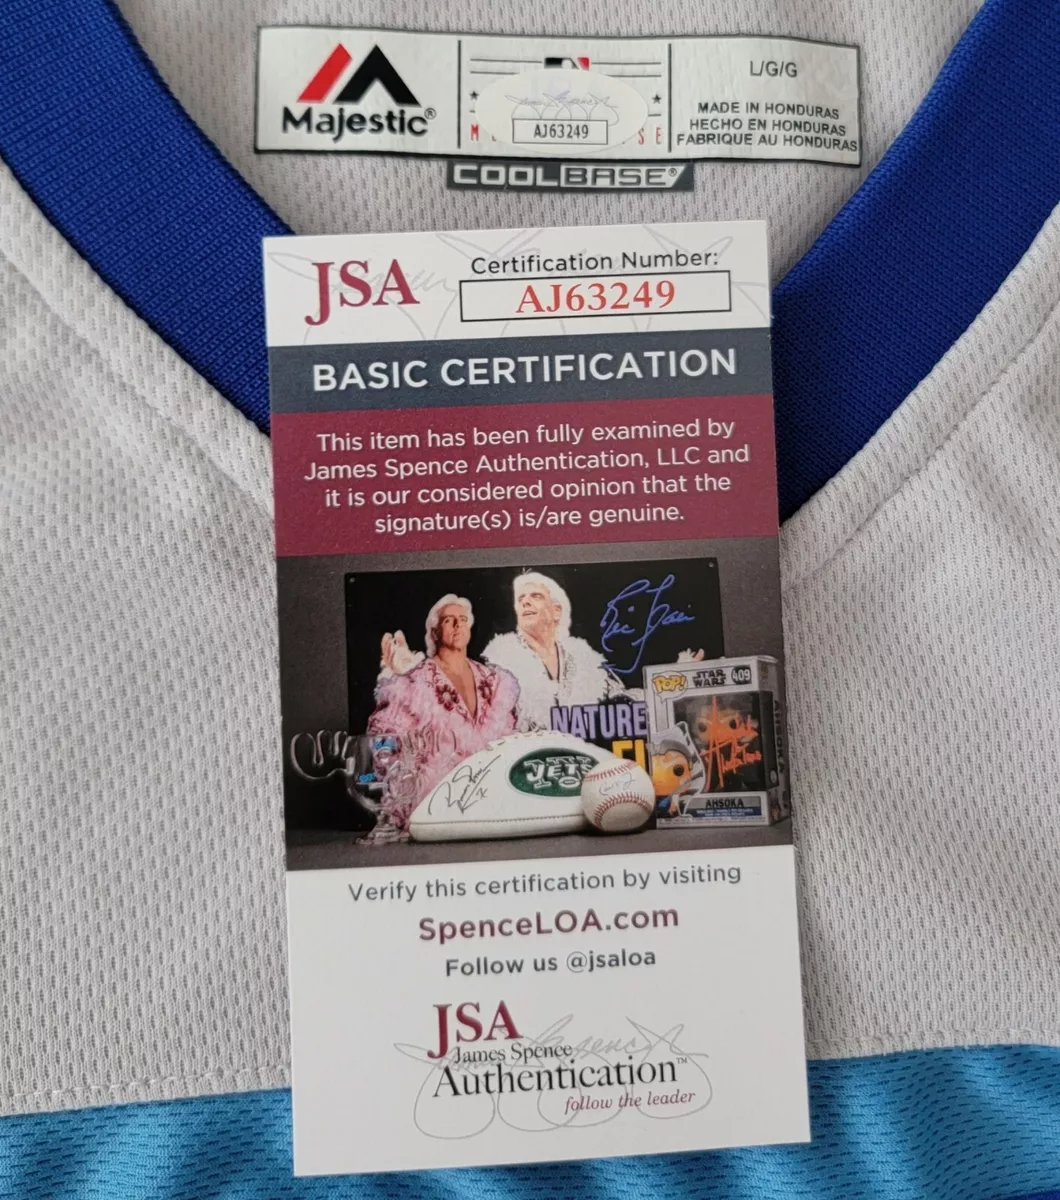 Majestic®
AJ63249
L/G/G
MADE IN HONDURAS
HECHO EN HONDURAS
FABRIQUE AU HONDURAS
COOLBASE®
JSA
Certification Number:
AJ63249
BASIC CERTIFICATION
This item has been fully examined by
James Spence Authentication, LLC and
it is our considered opinion that the
signature(s) is/are genuine.
Ric Flair
NATURE
POP! STAR WARS 409
JETS
AHSOKA
Verify this certification by visiting
SpenceLOA.com
Follow us @jsaloa
JSA
James Spence
Authentication™
follow the leader